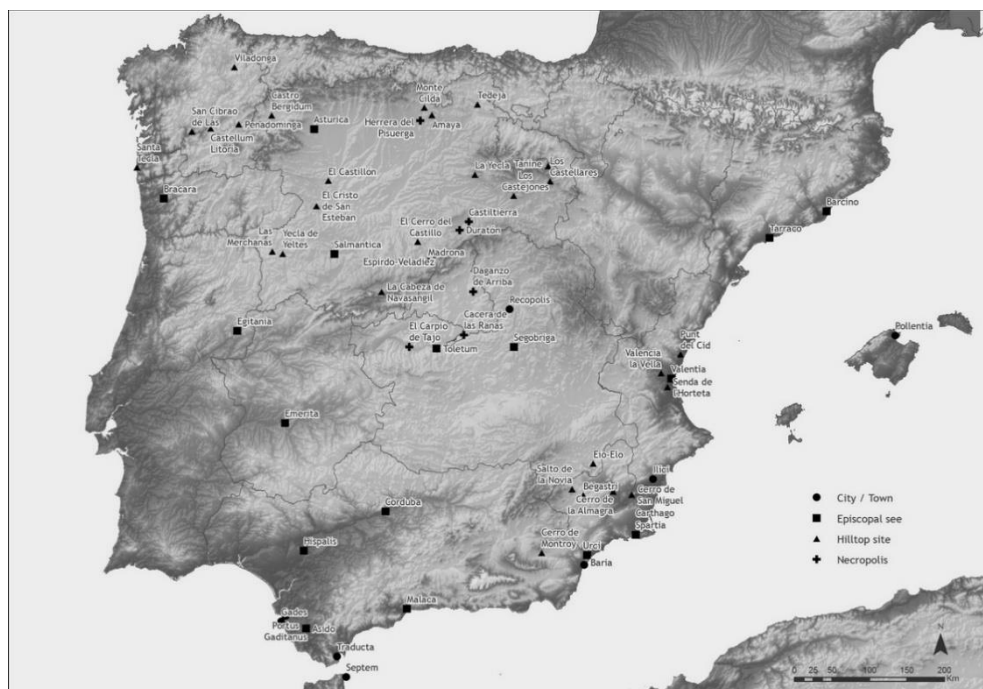 Viladonga
Castro
Bergidum
San Cibrao
de Las
Penadominga
Castellum
Litoria
Santa
Tecla
Bracara
Asturica
Monte
Cilda
Tedeja
Herrera del
Pisuerga
Amaya
El Castillon
El Cristo
de San
Esteban
La Yecla
Tanine
Los
Castellares
Los
Castejones
Castiltierra
Duraton
El Cerro del
Castillo
Madrona
Espirdo-Veladiez
Las
Merchanas
Yecla de
Yeltes
Salmantica
La Cabeza de
Navasangil
Daganzo
de Arriba
Recopolis
Cacera de
las Ranas
El Carpio
de Tajo
Toletum
Segobriga
Egitania
Emerita
Barcino
Tarraco
Pollentia
Punt
del Cid
Valencia
la Vella
Valentia
Senda de
l'Horteta
Eio-Eio
Salto de
la Novia
Begastri
Cerro de
la Almagra
Ilici
Cerro de
San Miguel
Carthago
Spartia
Cerro de
Montroy
Urci
Baria
Corduba
Hispalis
Malaca
Gades
Portus
Gaditanus
Asido
Traducta
Septem
City / Town
Episcopal see
Hilltop site
Necropolis
N
0 25 50 100 150 200
Km